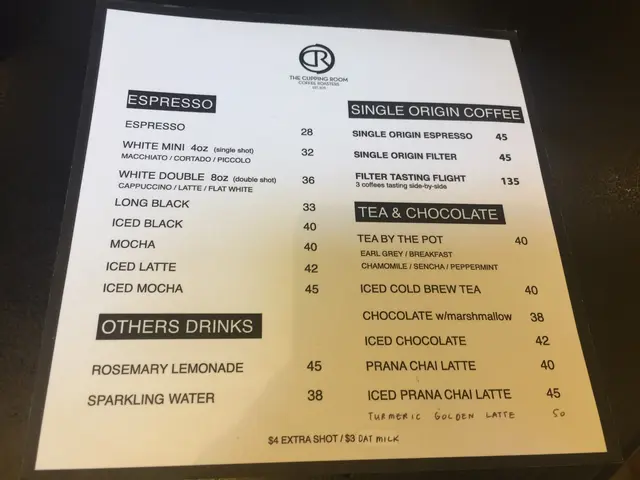 THE CUPPING ROOM
COFFEE ROASTERS
ESPRESSO
ESPRESSO 28
WHITE MINI 4oz (single shot) 32
MACCHIATO / CORTADO / PICCOLO
WHITE DOUBLE 8oz (double shot) 36
CAPPUCCINO / LATTE / FLAT WHITE
LONG BLACK 33
ICED BLACK 40
MOCHA 40
ICED LATTE 42
ICED MOCHA 45
OTHERS DRINKS
ROSEMARY LEMONADE 45
SPARKLING WATER 38
SINGLE ORIGIN COFFEE
SINGLE ORIGIN ESPRESSO 45
SINGLE ORIGIN FILTER 45
FILTER TASTING FLIGHT 135
3 coffees tasting side-by-side
TEA & CHOCOLATE
TEA BY THE POT 40
EARL GREY / BREAKFAST
CHAMOMILE / SENCHA / PEPPERMINT
ICED COLD BREW TEA 40
CHOCOLATE w/marshmallow 38
ICED CHOCOLATE 42
PRANA CHAI LATTE 40
ICED PRANA CHAI LATTE 45
TURMERIC GOLDEN LATTE 50
$4 EXTRA SHOT / $3 OAT MILK